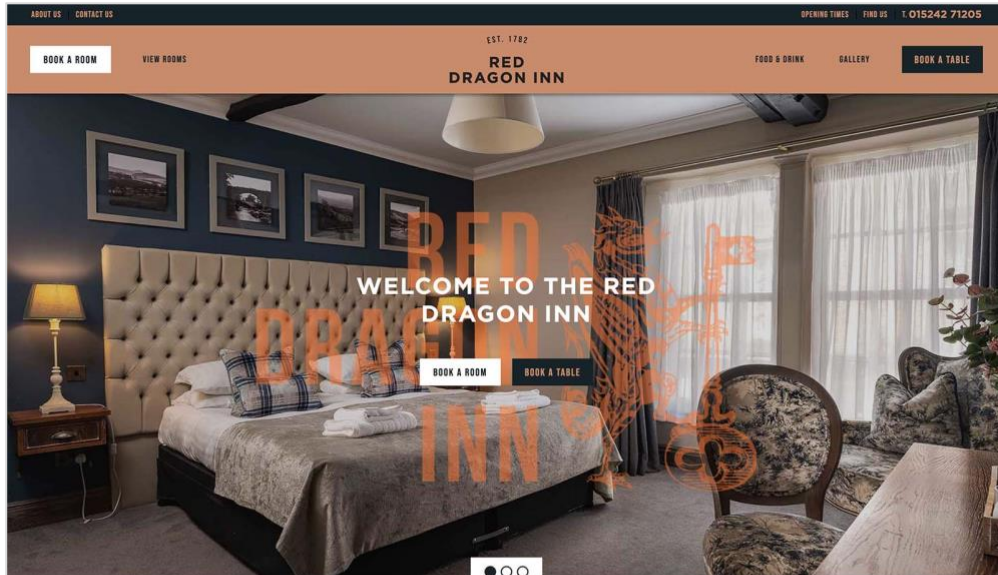 ABOUT US
CONTACT US
OPENING TIMES
FIND US
T. 015242 71205
BOOK A ROOM
VIEW ROOMS
EST. 1782
RED
DRAGON INN
FOOD & DRINK
GALLERY
BOOK A TABLE
RED
DRAGON
INN
WELCOME TO THE RED
DRAGON INN
BOOK A ROOM
BOOK A TABLE